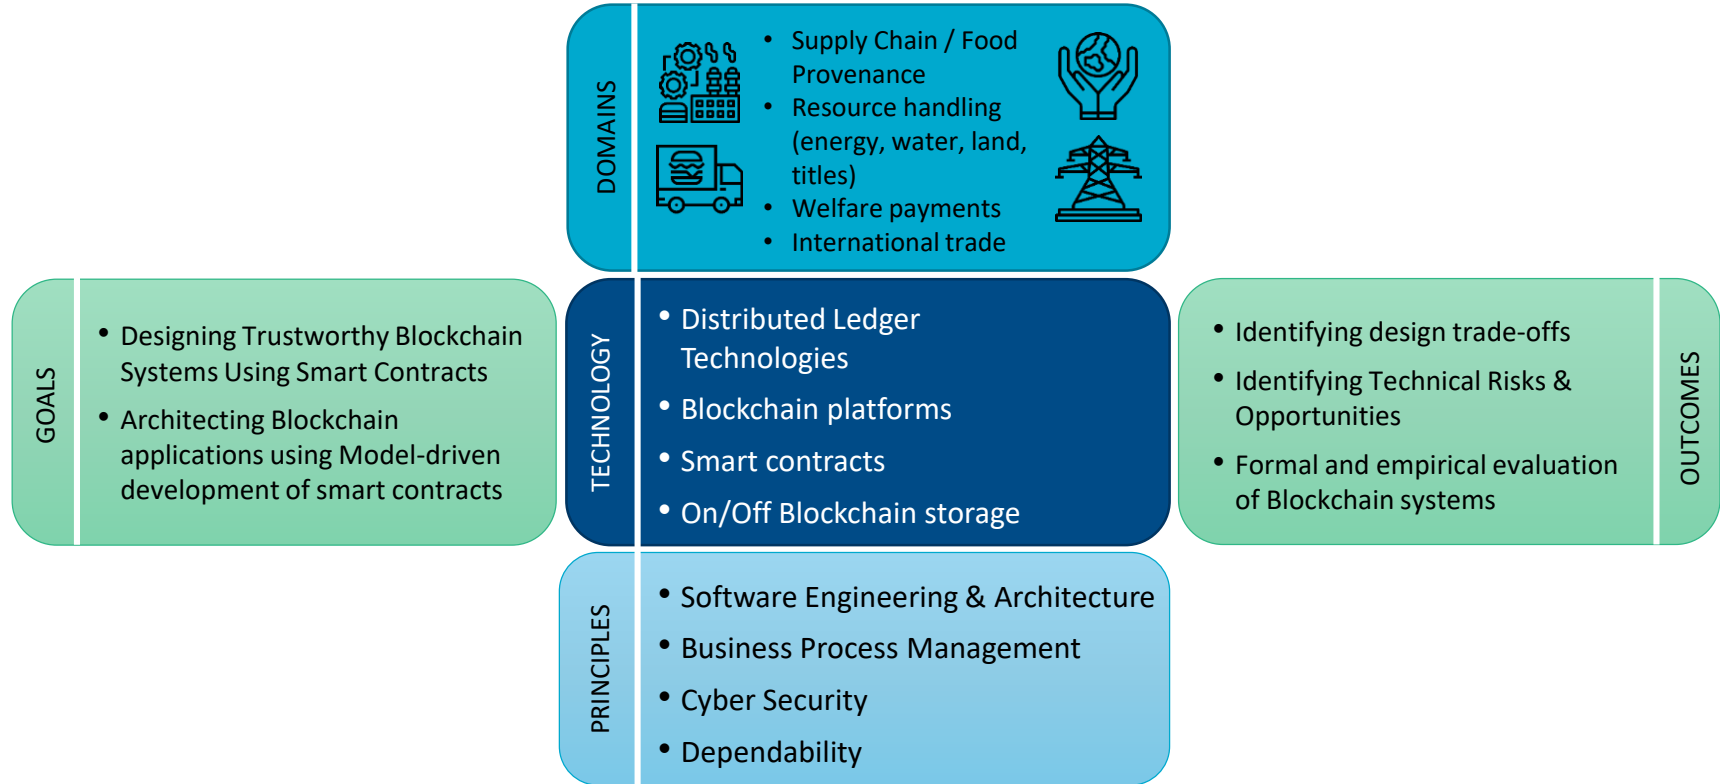 DOMAINS
• Supply Chain / Food
Provenance
• Resource handling
(energy, water, land,
titles)
• Welfare payments
• International trade
GOALS
• Designing Trustworthy Blockchain
Systems Using Smart Contracts
• Architecting Blockchain
applications using Model-driven
development of smart contracts
TECHNOLOGY
• Distributed Ledger
Technologies
• Blockchain platforms
• Smart contracts
• On/Off Blockchain storage
• Identifying design trade-offs
• Identifying Technical Risks &
Opportunities
• Formal and empirical evaluation
of Blockchain systems
OUTCOMES
PRINCIPLES
• Software Engineering & Architecture
• Business Process Management
• Cyber Security
• Dependability